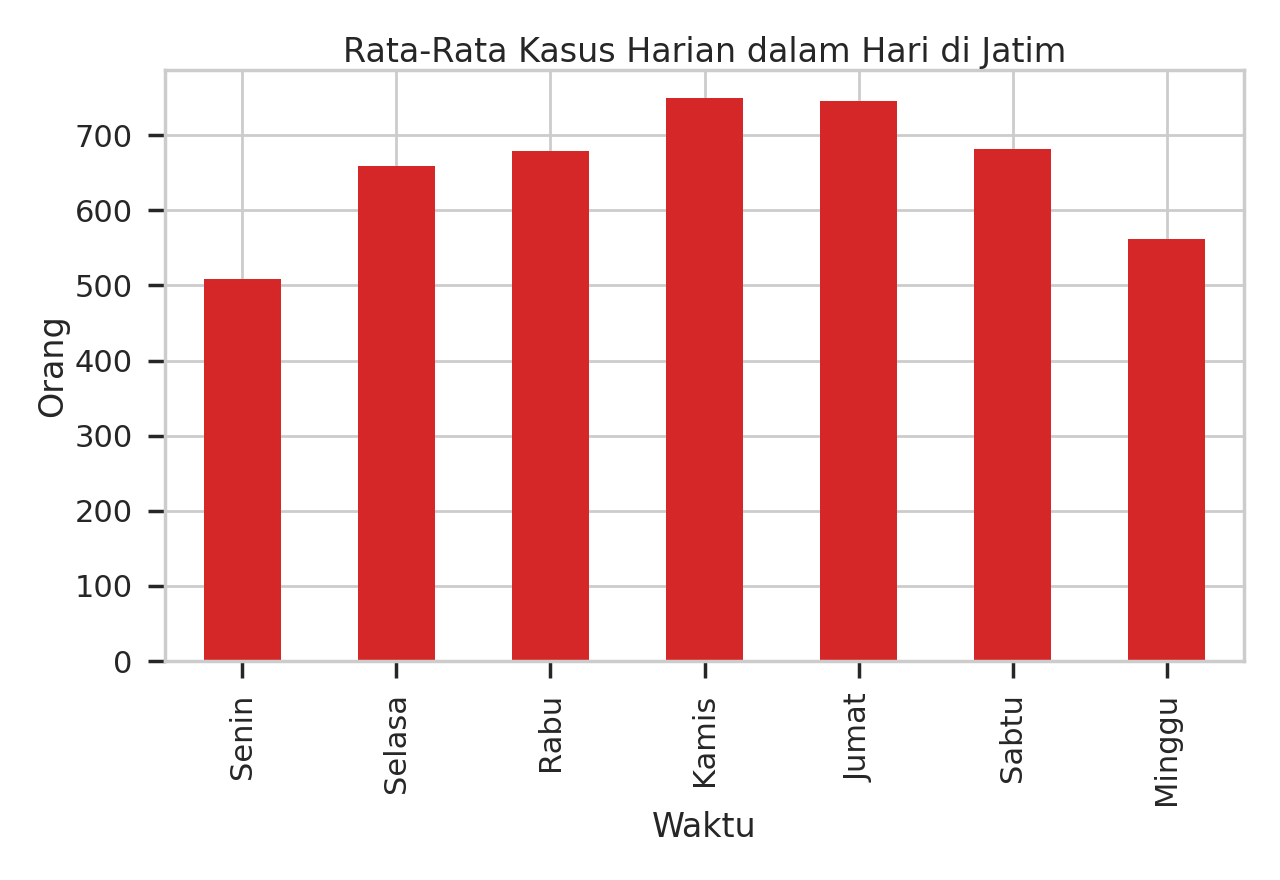 Rata-Rata Kasus Harian dalam Hari di Jatim
700
600
500
400
300
200
100
0
Orang
Senin
Selasa
Rabu
Kamis
Jumat
Sabtu
Minggu
Waktu